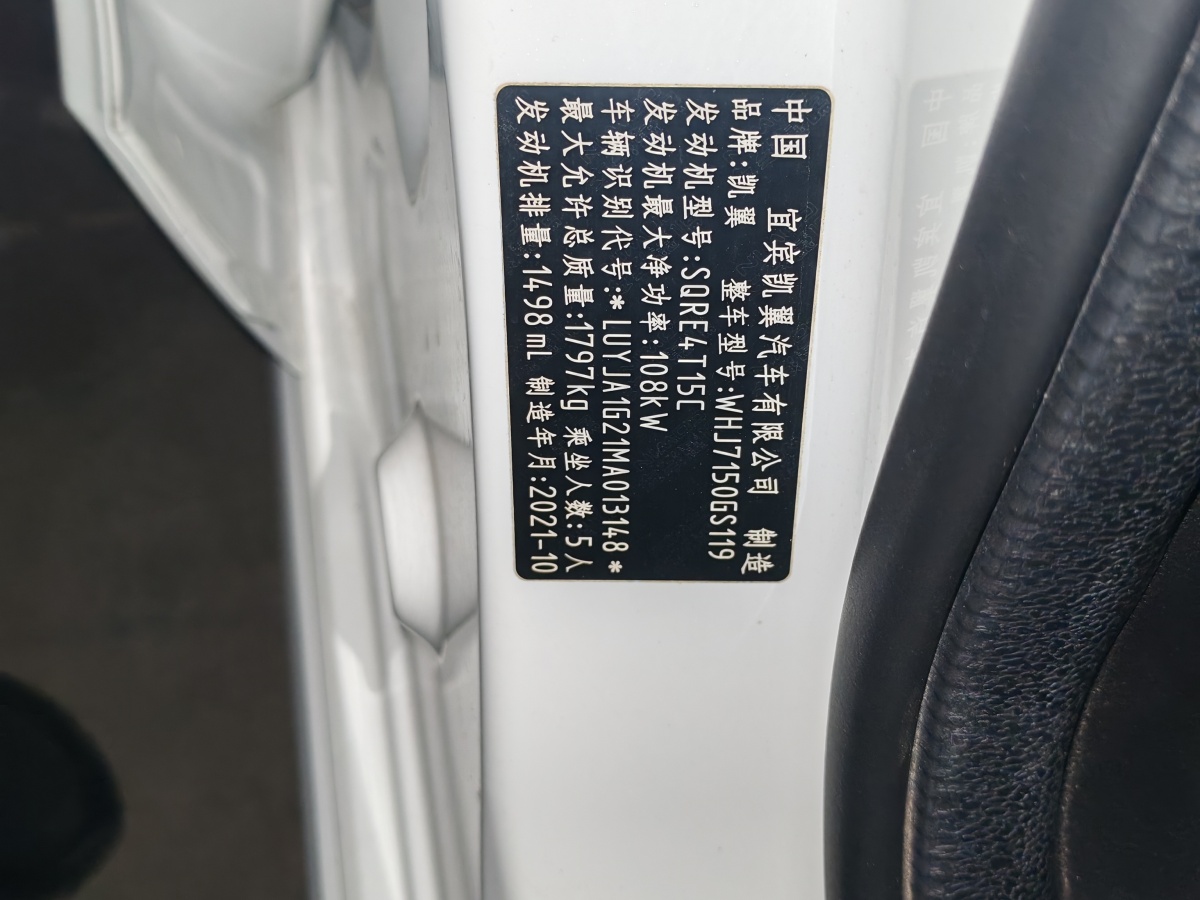 中国 宜宾凯翼汽车有限公司 制造
品牌:凯翼 整车型号:WHJ7150GS119
发动机型号:SQRE4T15C
发动机最大净功率:108kW
车辆识别代号:*LUYJA1G21MA013148*
最大允许总质量:1797kg 乘坐人数:5人
发动机排量:1498mL 制造年月:2021-10